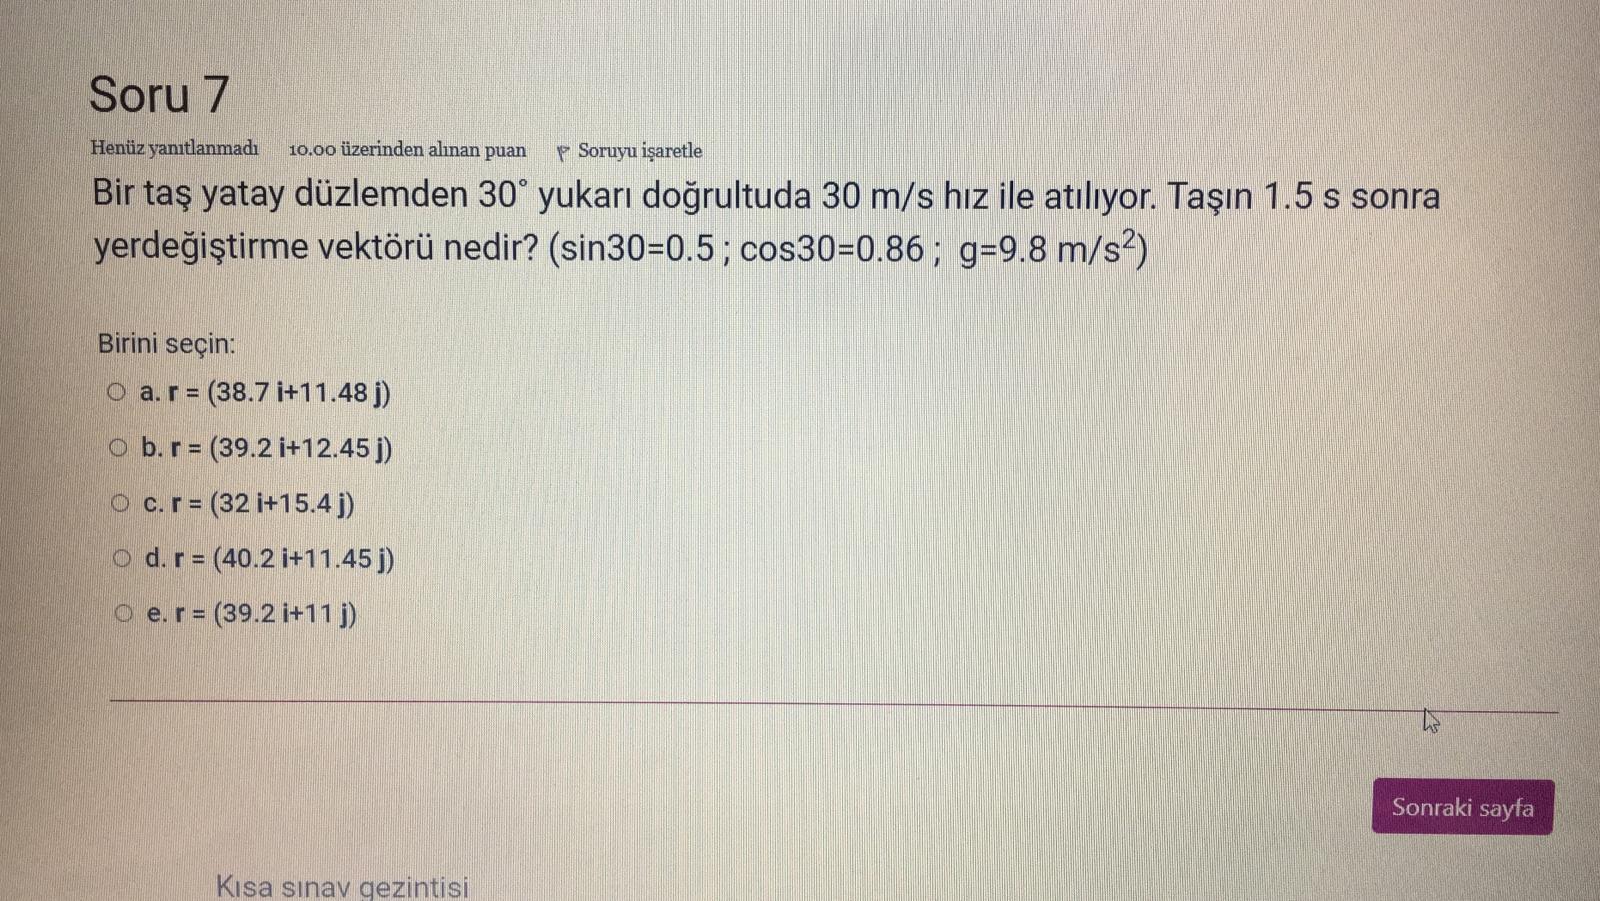 Soru 7
Henüz yanıtlanmadı 10.00 üzerinden alınan puan Soruyu işaretle
Bir taş yatay düzlemden 30° yukarı doğrultuda 30 m/s hız ile atılıyor. Taşın 1.5 s sonra
yerdeğiştirme vektörü nedir? (sin30=0.5 ; cos30=0.86 ; g=9.8 m/s²)
Birini seçin:
a. r = (38.7 i+11.48 j)
b. r = (39.2 i+12.45 j)
c. r = (32 i+15.4 j)
d. r = (40.2 i+11.45 j)
e. r = (39.2 i+11 j)
Sonraki sayfa
Kısa sınav gezintisi